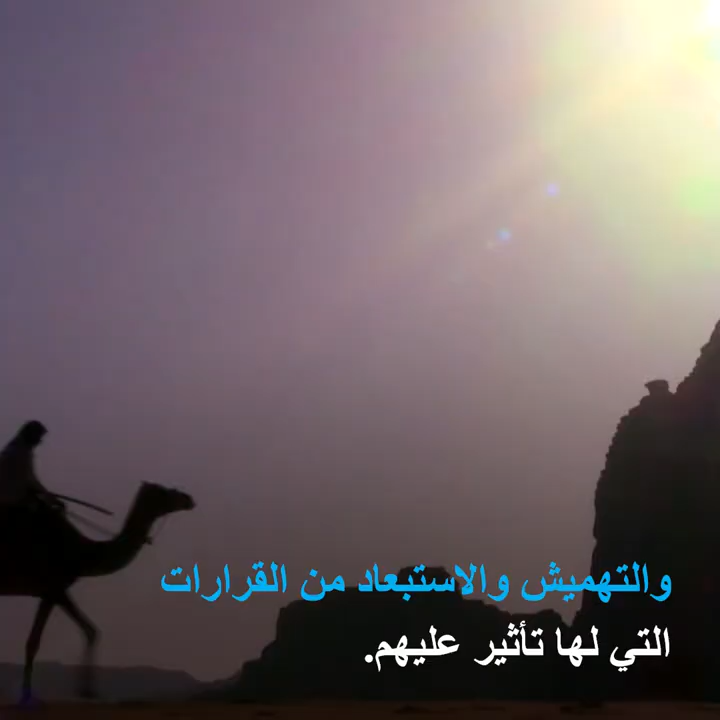 والتهميش والاستبعاد من القرارات
التي لها تأثير عليهم.